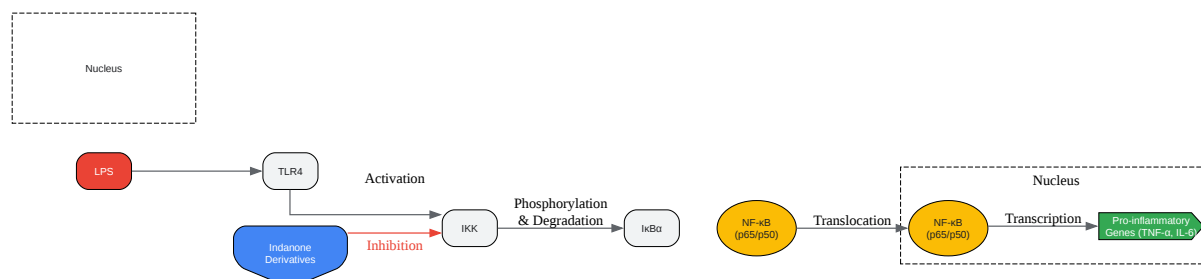 Nucleus
LPS
TLR4
Activation
Indanone
Derivatives
Inhibition
IKK
Phosphorylation
& Degradation
IκBα
NF-κB
(p65/p50)
Translocation
Nucleus
NF-κB
(p65/p50)
Transcription
Pro-inflammatory
Genes (TNF-α, IL-6)